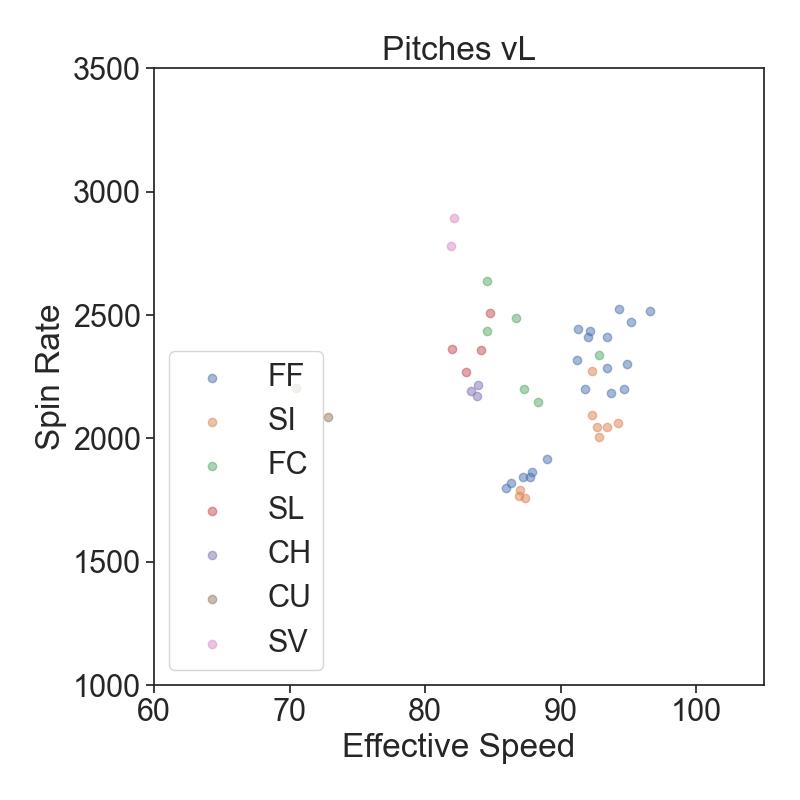 Pitches vL
3500
3000
2500
2000
1500
1000
Spin Rate
FF
SI
FC
SL
CH
CU
SV
60 70 80 90 100
Effective Speed